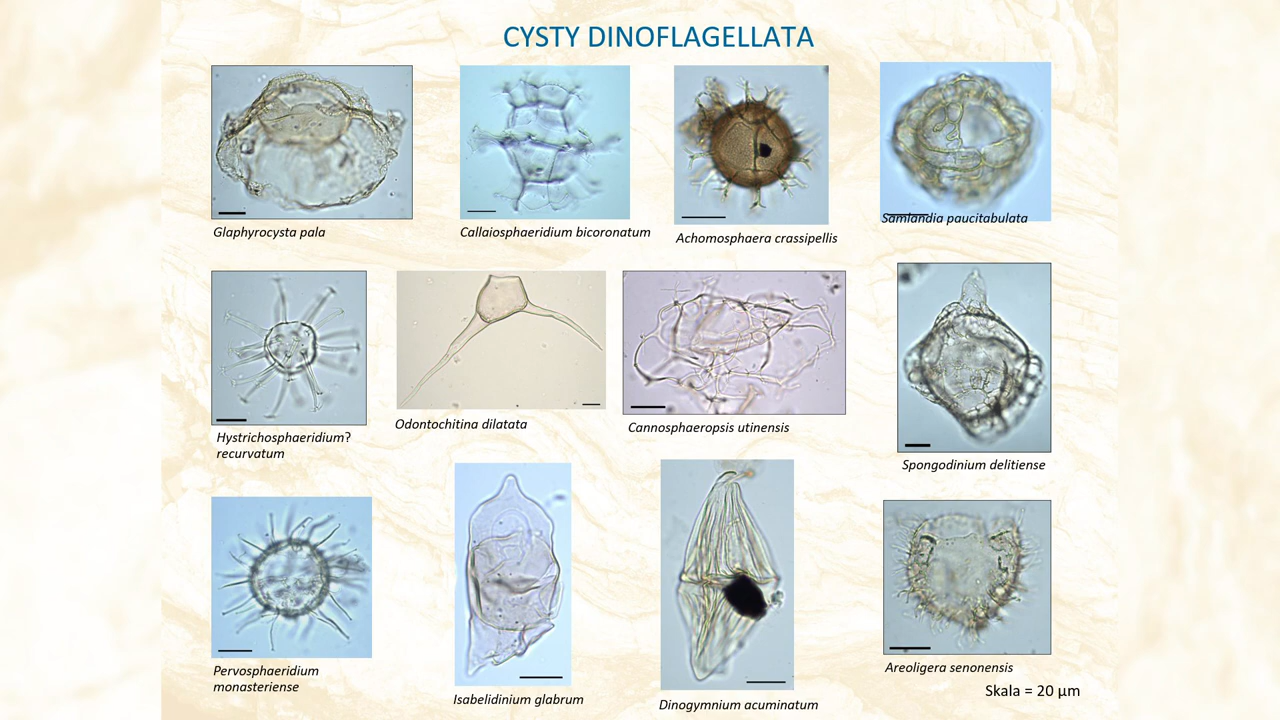 CYSTY DINOFLAGELLATA
Glaphyrocysta pala
Callaiosphaeridium bicoronatum
Achomosphaera crassipellis
Samlandia paucitabulata
Hystrichosphaeridium?
recurvatum
Odontochitina dilatata
Cannosphaeropsis utinensis
Spongodinium delitiense
Pervosphaeridium
monasteriense
Isabelidinium glabrum
Dinogymnium acuminatum
Areoligera senonensis
Skala = 20 µm